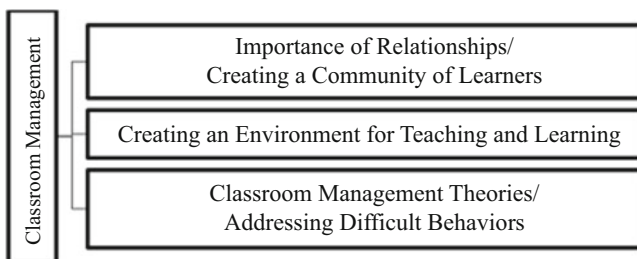 Classroom Management
Importance of Relationships/
Creating a Community of Learners
Creating an Environment for Teaching and Learning
Classroom Management Theories/
Addressing Difficult Behaviors